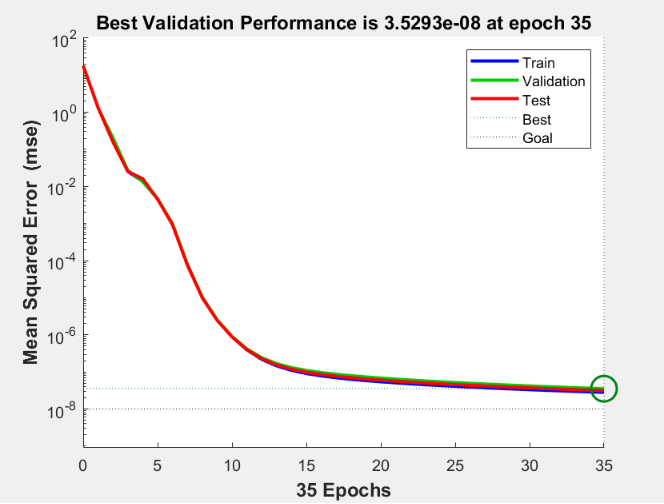 Best Validation Performance is 3.5293e-08 at epoch 35
Mean Squared Error (mse)
10^2
10^0
10^-2
10^-4
10^-6
10^-8
Train
Validation
Test
Best
Goal
0 5 10 15 20 25 30 35
35 Epochs